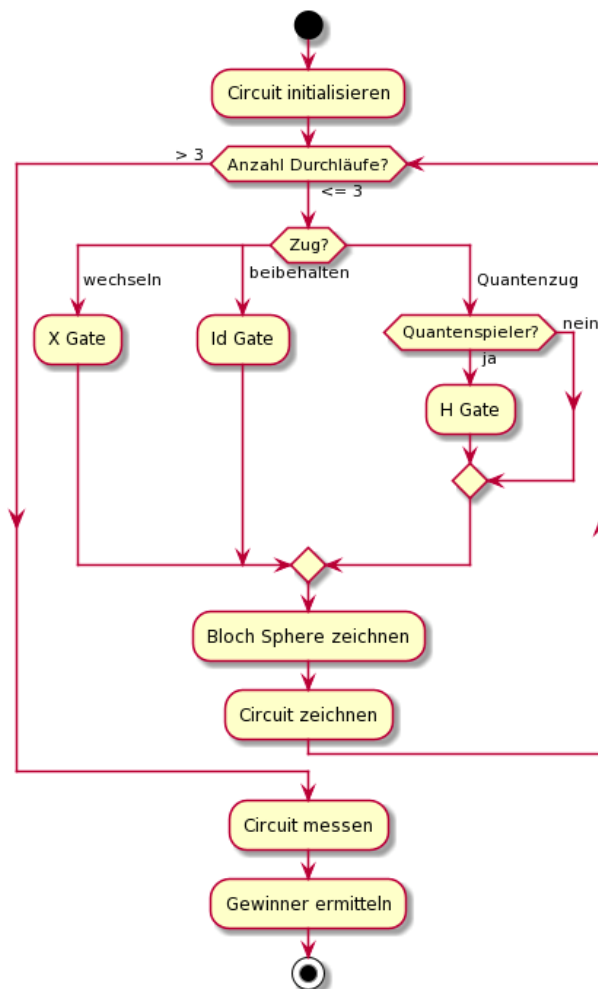 Circuit initialisieren
> 3
Anzahl Durchläufe?
<= 3
Zug?
wechseln
beibehalten
Quantenzug
X Gate
Id Gate
Quantenspieler?
nein
ja
H Gate
Bloch Sphere zeichnen
Circuit zeichnen
Circuit messen
Gewinner ermitteln